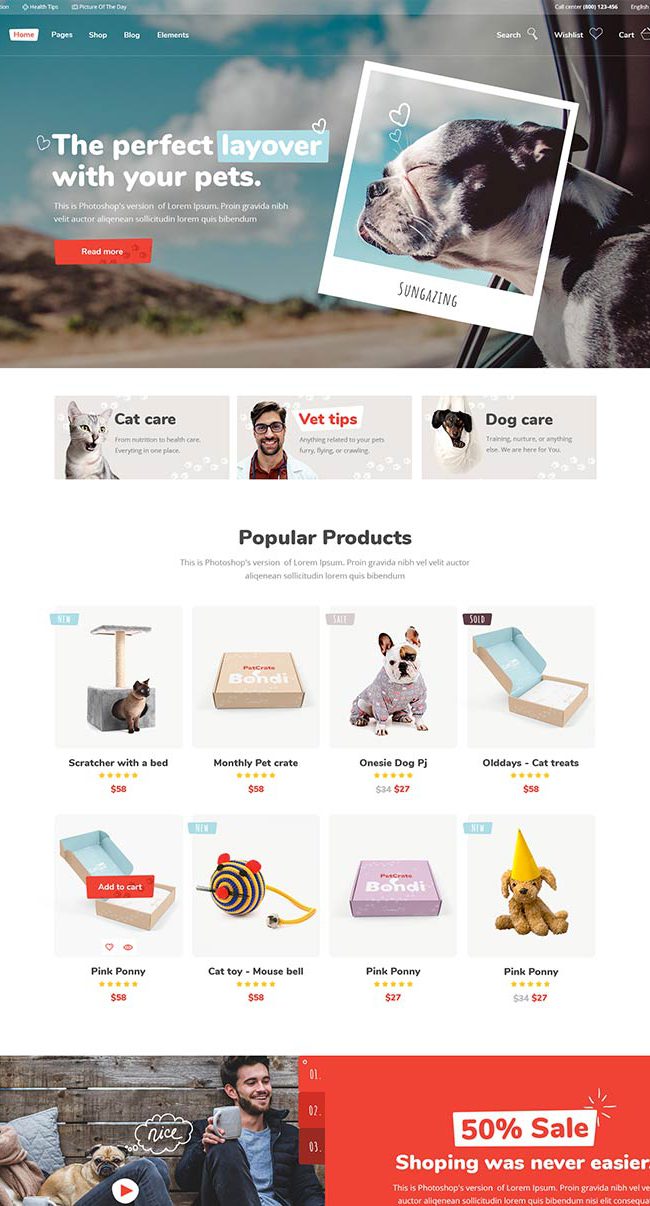 Health Tips
Picture Of The Day
Call center (800) 123-456
English
Home
Pages
Shop
Blog
Elements
Search
Wishlist
Cart
The perfect layover
with your pets.
This is Photoshop's version of Lorem Ipsum. Proin gravida nibh
velit auctor aliqenean sollicitudin lorem quis bibendum
Read more
SUNGAZING
Cat care
From nutrition to health care.
Everyting in one place.
Vet tips
Anything related to your pets
furry, flying, or crawling.
Dog care
Training, nurture, or anything
else. We are here for You.
Popular Products
This is Photoshop's version of Lorem Ipsum. Proin gravida nibh vel velit auctor
aliqenean sollicitudin lorem quis bibendum
NEW
PetCrate
Bondi
SALE
SOLD
Scratcher with a bed
Monthly Pet crate
Onesie Dog Pj
Olddays - Cat treats
$58
$58
$34 $27
$58
Add to cart
NEW
PetCrate
Bondi
NEW
Pink Ponny
Cat toy - Mouse bell
Pink Ponny
Pink Ponny
$58
$58
$27
$34 $27
nice
01.
02.
03.
50% Sale
Shoping was never easier.
This is Photoshop's version of Lorem Ipsum. Proin gravida nibh vel ve
auctor aliqenean sollicitudin lorem quis bibendum